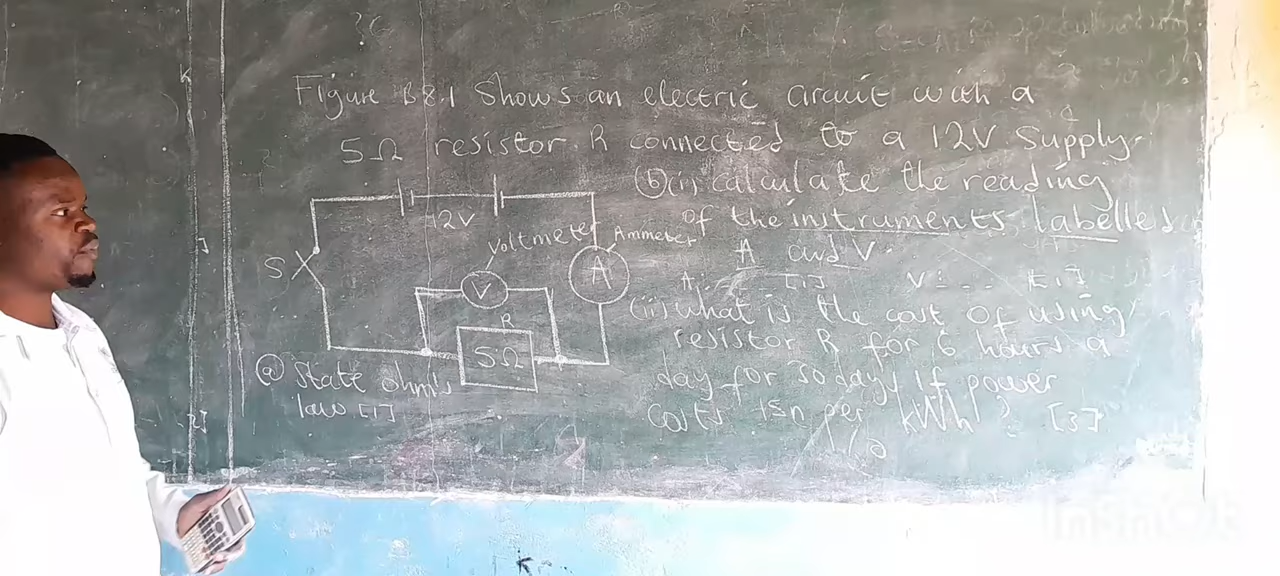 Figure B8.1 Shows an electric circuit with a
5Ω resistor R connected to a 12V Supply.
12V
Voltmeter
Ammeter
S
A
V
R
5Ω
(a) State ohm's
law [1]
(b)(i) calculate the reading
of the instruments labelled
A and V.
A. . . . [1] V = . . . [1]
(ii) what is the cost of using
resistor R for 6 hours a
day for 30 days if power
costs 15n per kWh? [3]